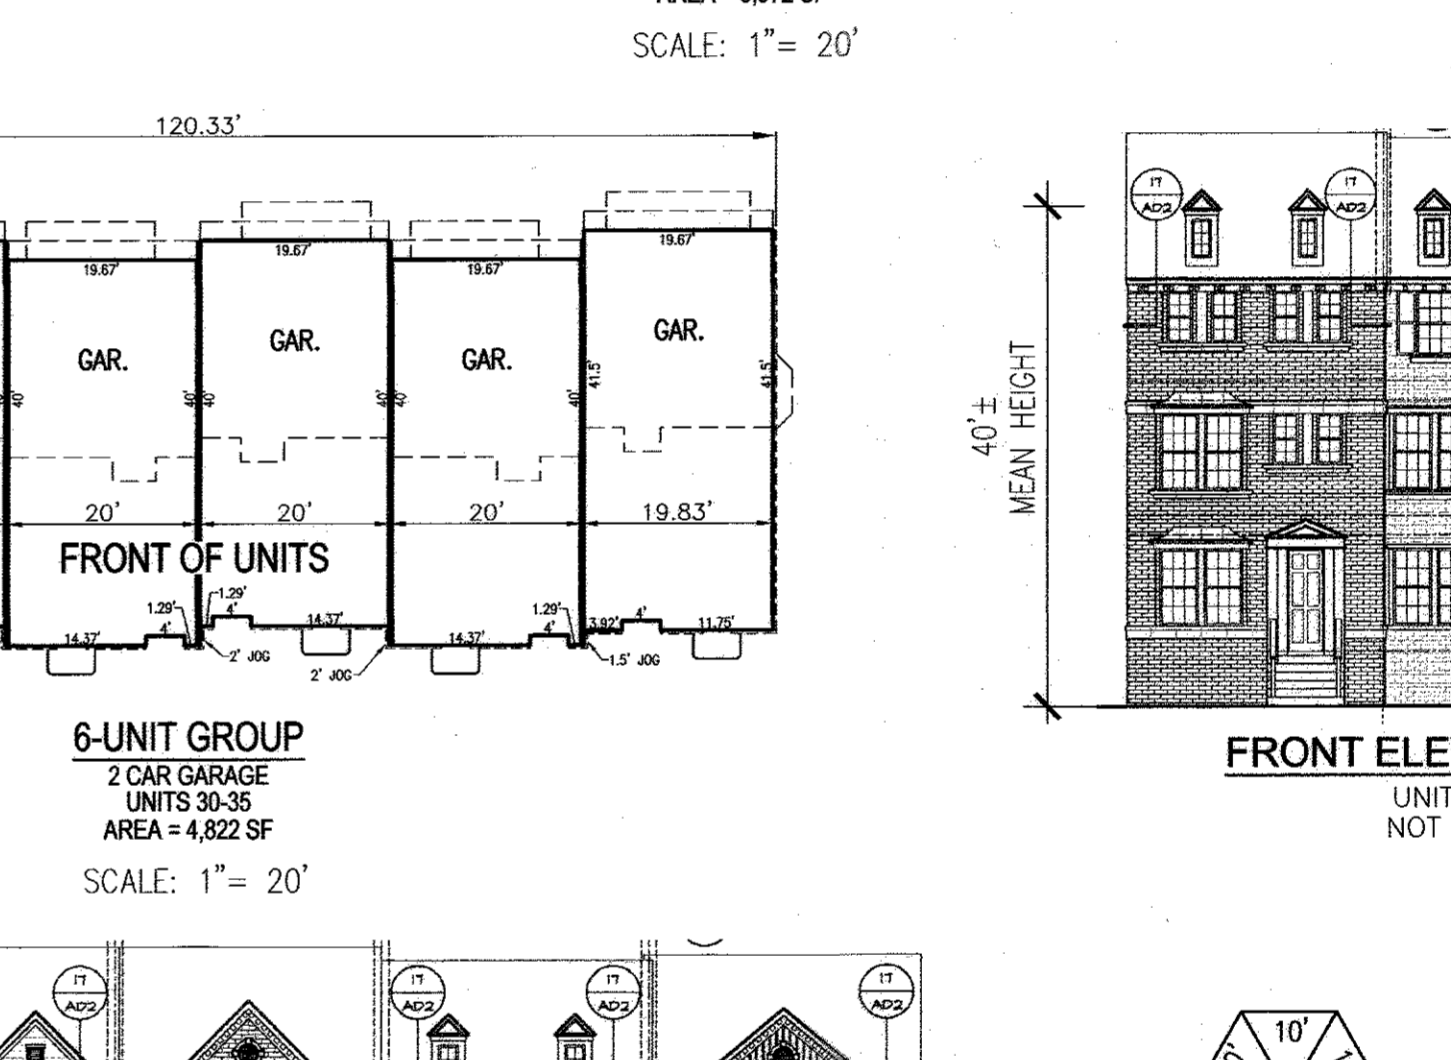 SCALE: 1"= 20'
120.33'
19.67'
19.67'
19.67'
19.67'
GAR.
GAR.
GAR.
GAR.
40'
40'
40'
40'
40'
40'
41.5'
41.5'
20'
20'
20'
19.83'
FRONT OF UNITS
1.29'
4'
14.37'
1.29'
4'
14.37'
1.29'
4'
14.37'
3.92'
4'
11.75'
2' JOG
2' JOG
1.5' JOG
6-UNIT GROUP
2 CAR GARAGE
UNITS 30-35
AREA = 4,822 SF
SCALE: 1"= 20'
17
AD2
17
AD2
40'±
MEAN HEIGHT
FRONT ELE
UNIT
NOT
17
AD2
17
AD2
17
AD2
17
AD2
10'